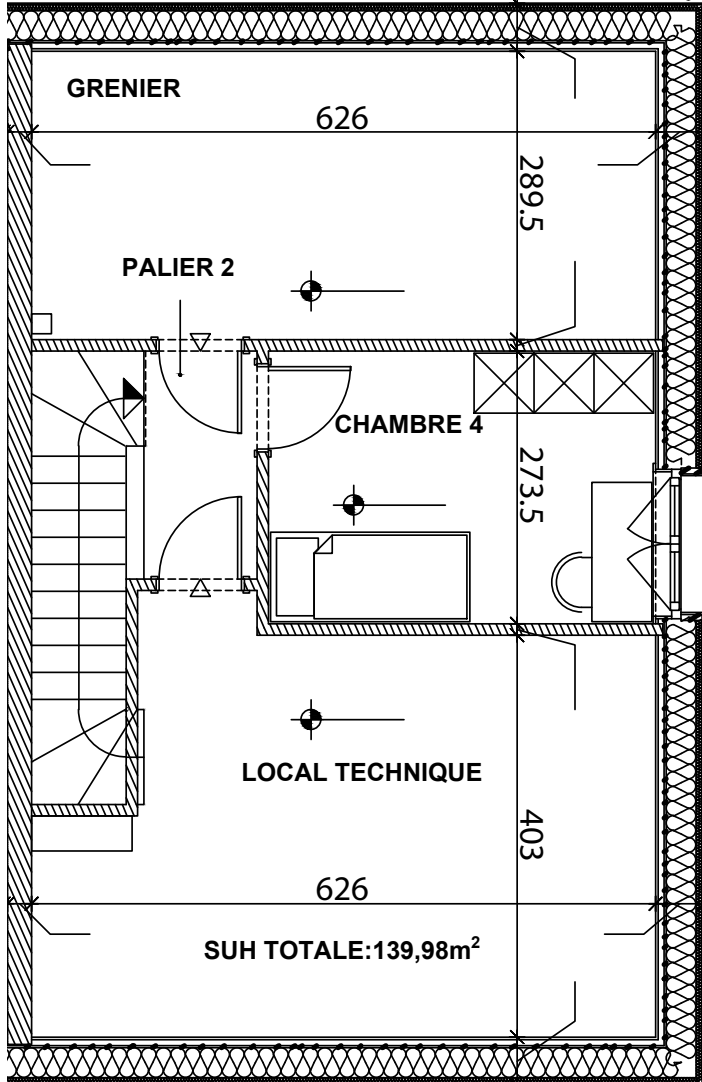 GRENIER
626
289.5
PALIER 2
CHAMBRE 4
273.5
LOCAL TECHNIQUE
403
626
SUH TOTALE:139,98m²